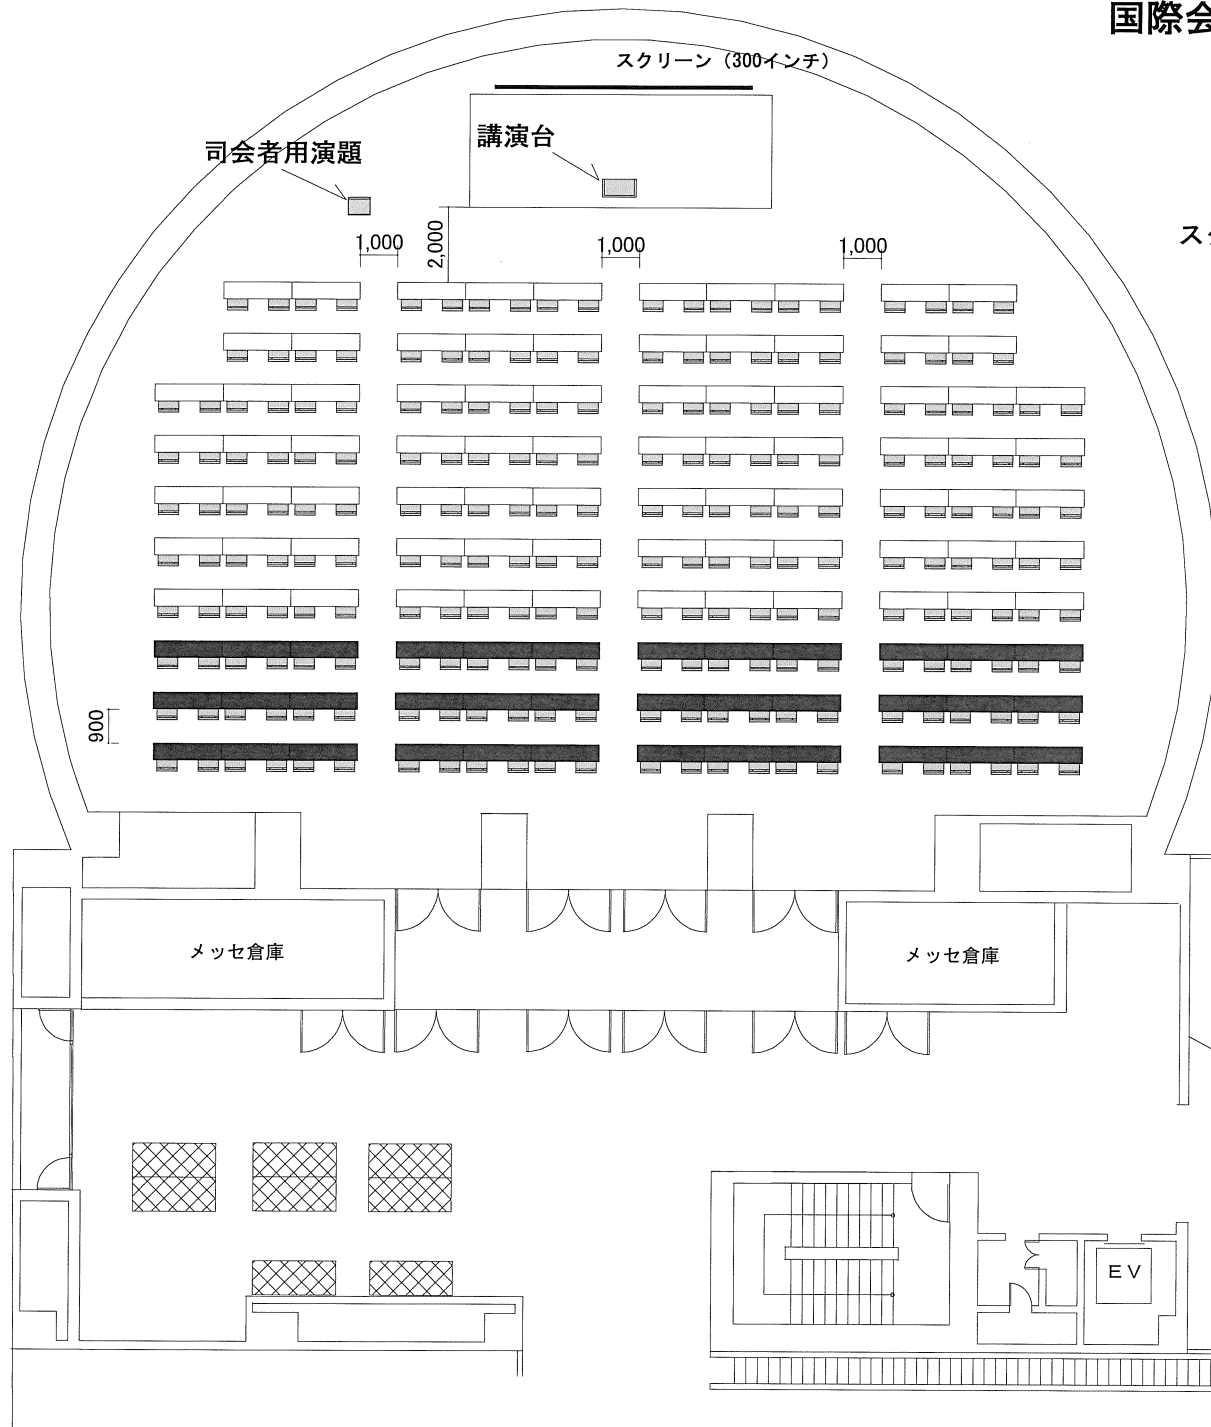 国際会
スクリーン（300インチ）
講演台
司会者用演題
スク
1,000
2,000
1,000
1,000
900
メッセ倉庫
メッセ倉庫
EV